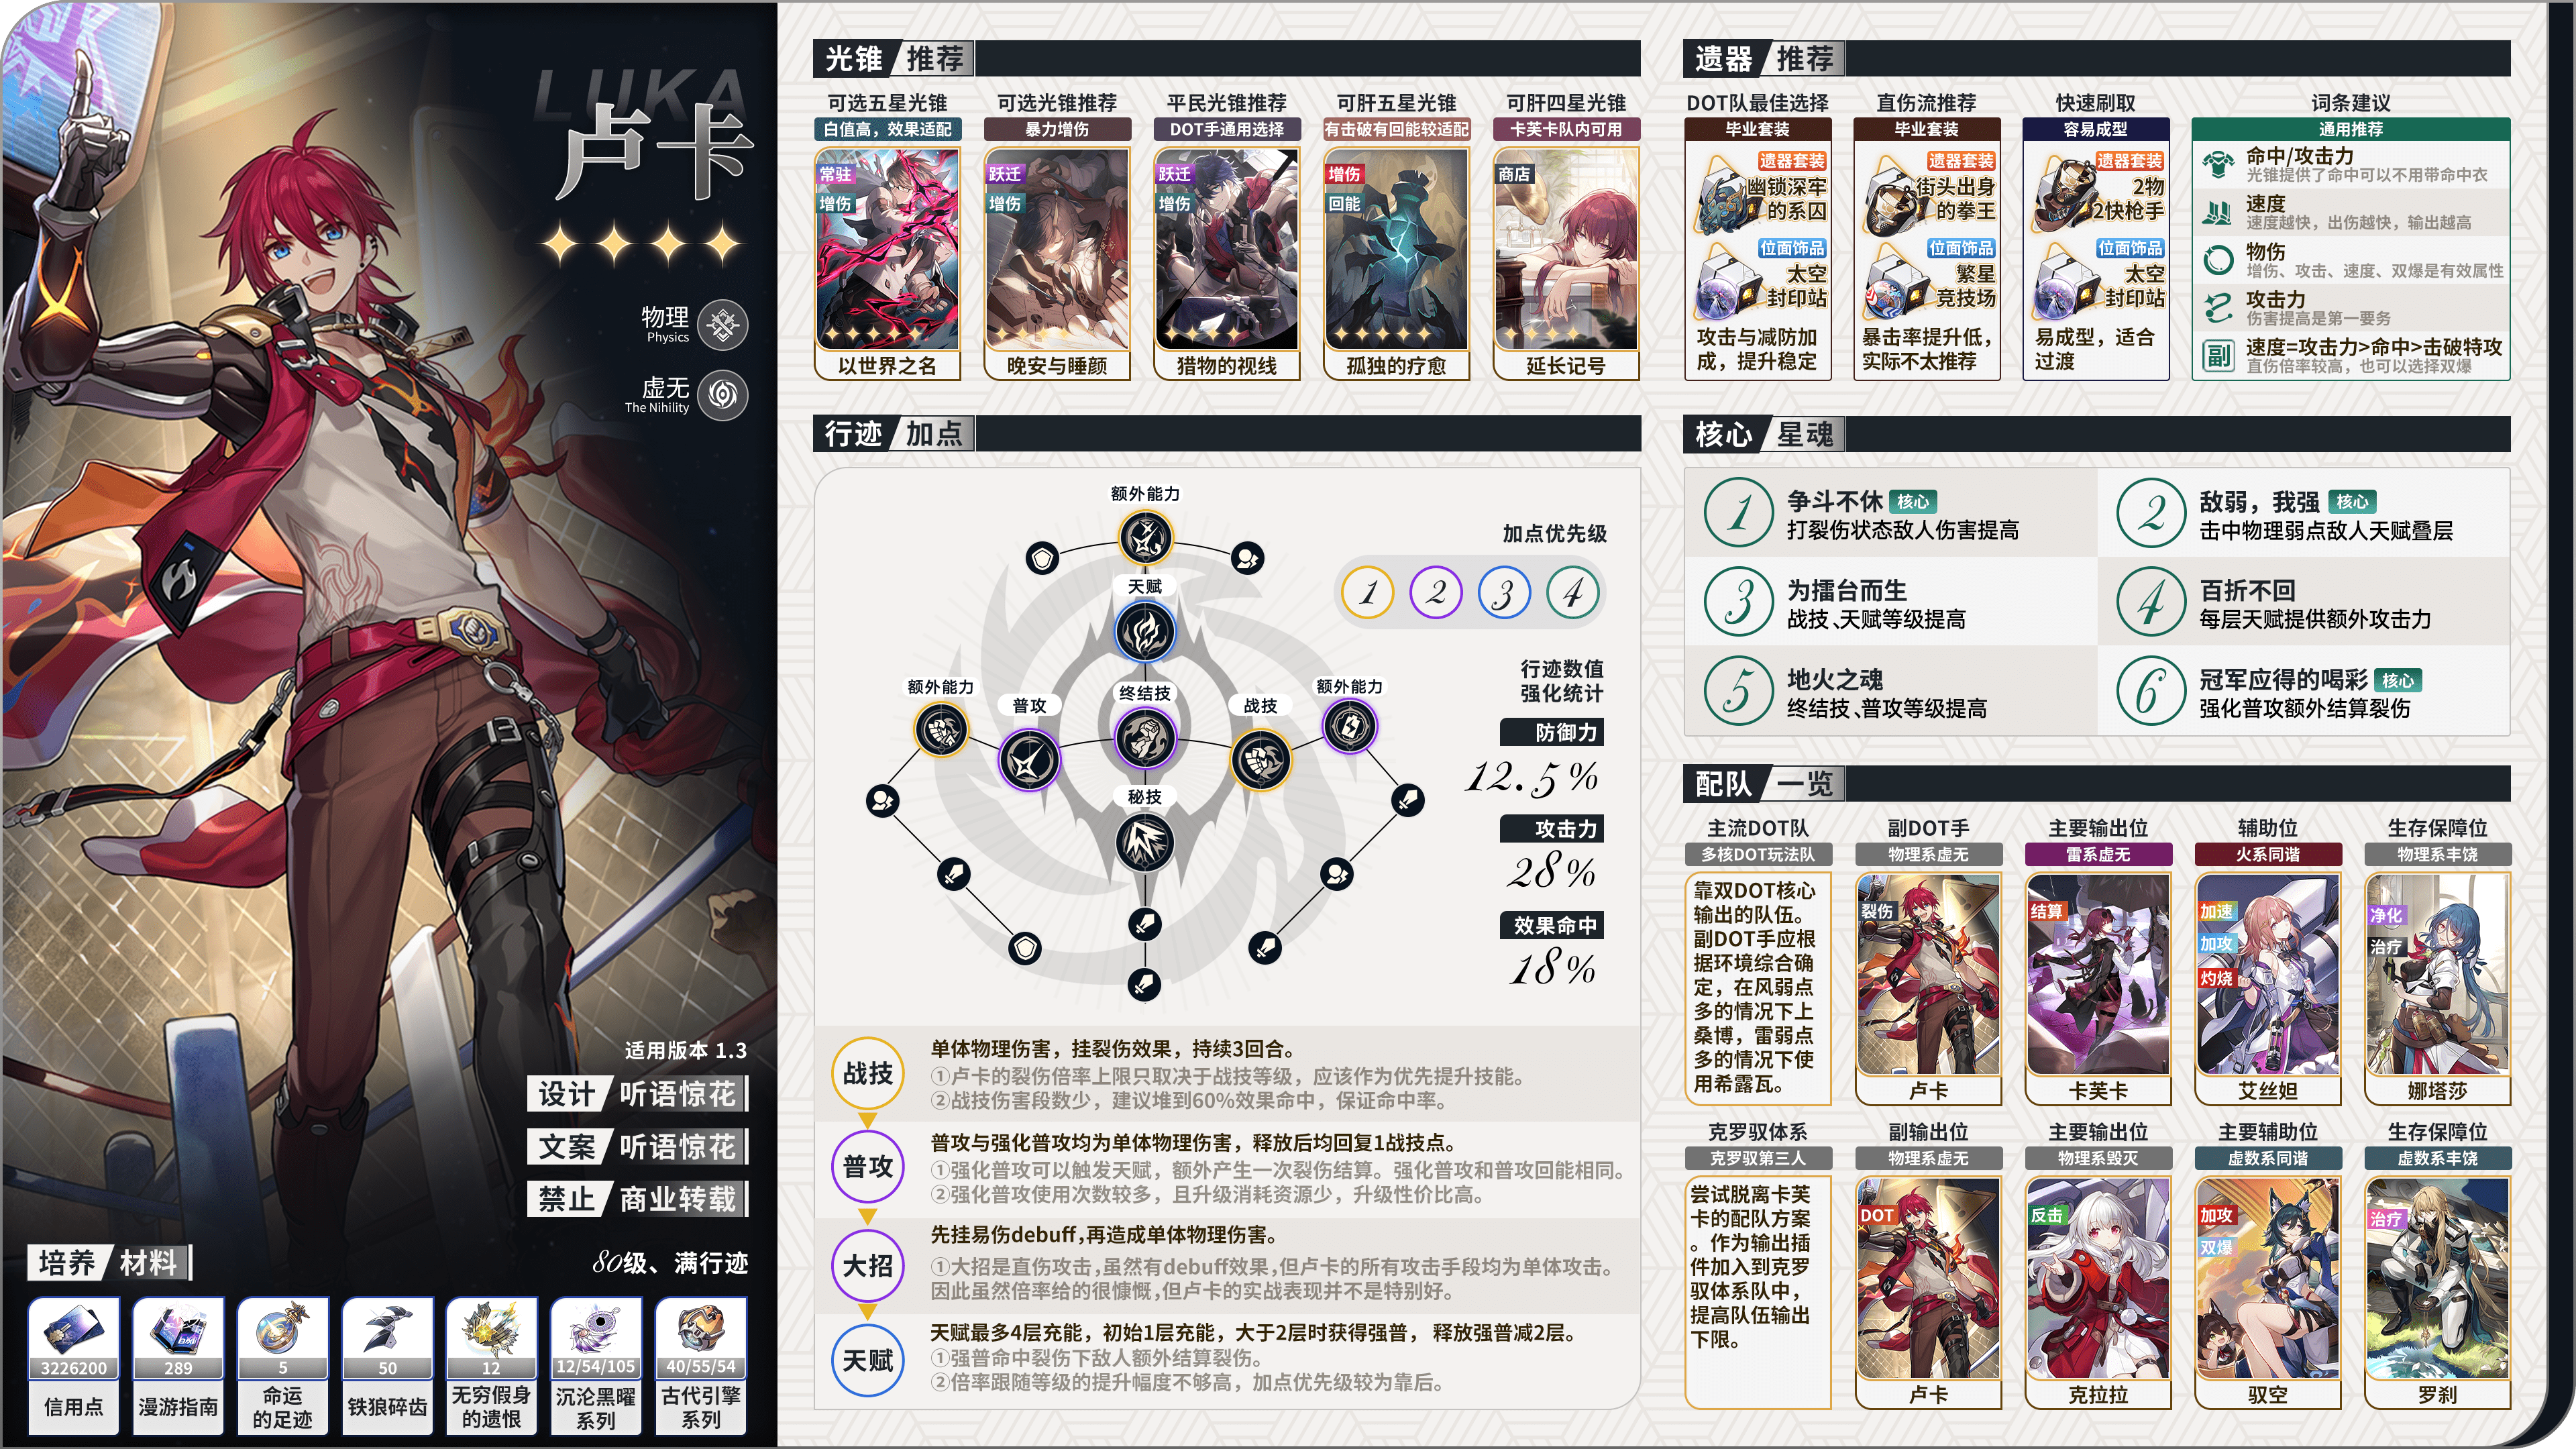 LUKA
卢卡
物理
Physics
虚无
The Nihility
适用版本 1.3
设计 听语惊花
文案 听语惊花
禁止 商业转载
培养 材料
80级、满行迹
3226200
信用点
289
漫游指南
5
命运
的足迹
50
铁狼碎齿
12
无穷假身
的遗恨
12/54/105
沉沦黑曜
系列
40/55/54
古代引擎
系列
光锥 推荐
可选五星光锥
白值高，效果适配
常驻
增伤
以世界之名
可选光锥推荐
暴力增伤
跃迁
增伤
晚安与睡颜
平民光锥推荐
DOT手通用选择
跃迁
增伤
猎物的视线
可肝五星光锥
有击破有回能较适配
增伤
回能
孤独的疗愈
可肝四星光锥
卡芙卡队内可用
商店
延长记号
行迹 加点
额外能力
天赋
额外能力
普攻
终结技
战技
额外能力
秘技
加点优先级
1 2 3 4
行迹数值
强化统计
防御力
12.5%
攻击力
28%
效果命中
18%
战技
单体物理伤害，挂裂伤效果，持续3回合。
①卢卡的裂伤倍率上限只取决于战技等级，应该作为优先提升技能。
②战技伤害段数少，建议堆到60%效果命中，保证命中率。
普攻
普攻与强化普攻均为单体物理伤害，释放后均回复1战技点。
①强化普攻可以触发天赋，额外产生一次裂伤结算。强化普攻和普攻回能相同。
②强化普攻使用次数较多，且升级消耗资源少，升级性价比高。
大招
先挂易伤debuff,再造成单体物理伤害。
①大招是直伤攻击,虽然有debuff效果,但卢卡的所有攻击手段均为单体攻击。
因此虽然倍率给的很慷慨,但卢卡的实战表现并不是特别好。
天赋
天赋最多4层充能，初始1层充能，大于2层时获得强普， 释放强普减2层。
①强普命中裂伤下敌人额外结算裂伤。
②倍率跟随等级的提升幅度不够高，加点优先级较为靠后。
遗器 推荐
DOT队最佳选择
毕业套装
遗器套装
幽锁深牢
的系囚
位面饰品
太空
封印站
攻击与减防加
成，提升稳定
直伤流推荐
毕业套装
遗器套装
街头出身
的拳王
位面饰品
繁星
竞技场
暴击率提升低，
实际不太推荐
快速刷取
容易成型
遗器套装
2物
2快枪手
位面饰品
太空
封印站
易成型，适合
过渡
词条建议
通用推荐
命中/攻击力
光锥提供了命中可以不用带命中衣
速度
速度越快，出伤越快，输出越高
物伤
增伤、攻击、速度、双爆是有效属性
攻击力
伤害提高是第一要务
副
速度=攻击力>命中>击破特攻
直伤倍率较高，也可以选择双爆
核心 星魂
1
争斗不休 核心
打裂伤状态敌人伤害提高
2
敌弱，我强 核心
击中物理弱点敌人天赋叠层
3
为擂台而生
战技、天赋等级提高
4
百折不回
每层天赋提供额外攻击力
5
地火之魂
终结技、普攻等级提高
6
冠军应得的喝彩 核心
强化普攻额外结算裂伤
配队 一览
主流DOT队
多核DOT玩法队
靠双DOT核心
输出的队伍。
副DOT手应根
据环境综合确
定，在风弱点
多的情况下上
桑博，雷弱点
多的情况下使
用希露瓦。
副DOT手
物理系虚无
裂伤
卢卡
主要输出位
雷系虚无
结算
卡芙卡
辅助位
火系同谐
加速
加攻
灼烧
艾丝妲
生存保障位
物理系丰饶
净化
治疗
娜塔莎
克罗驭体系
克罗驭第三人
尝试脱离卡芙
卡的配队方案
。作为输出插
件加入到克罗
驭体系队中，
提高队伍输出
下限。
副输出位
物理系虚无
DOT
卢卡
主要输出位
物理系毁灭
反击
克拉拉
主要辅助位
虚数系同谐
加攻
双爆
驭空
生存保障位
虚数系丰饶
治疗
罗刹